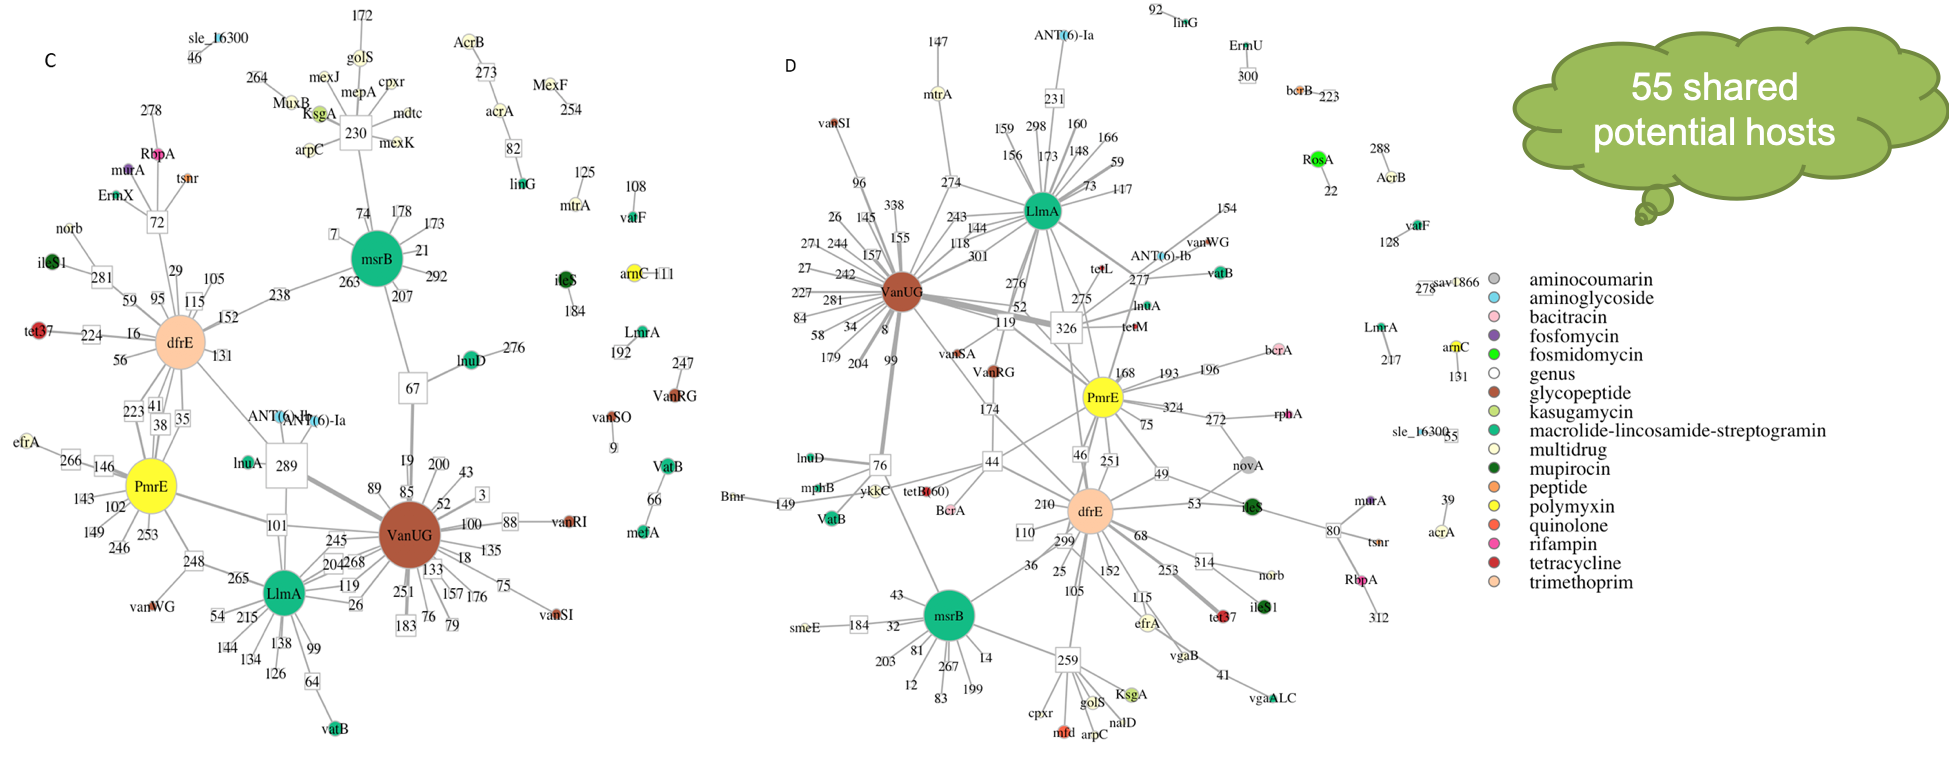 C
172
sle_16300
46
golS
AcrB
264
mexJ
cpxr
273
MexF
mepA
MuxB
KsgA
mdtc
acrA
254
278
230
mexK
arpC
82
RbpA
murA
tsnr
linG
125
108
ErmX
mtrA
vatF
72
74
178
173
norb
7
21
ileS1
msrB
281
29
105
263
292
ileS
arnC
111
59
95
115
238
207
184
tet37
224
16
152
dfrE
LmrA
56
131
192
lnuD
276
247
67
VanRG
223
41
38
35
ANT(6)-Ib
ANT(6)-Ia
vanSO
efrA
9
266
146
lnuA
289
19
200
43
VatB
PmrE
89
85
52
3
66
143
102
101
100
88
vanRI
mefA
149
246
253
245
VanUG
18
135
248
204
268
133
265
119
251
157
176
75
vanWG
LlmA
26
54
215
183
76
79
vanSI
144
134
138
99
126
64
vatB
D
92
linG
147
ANT(6)-Ia
ErmU
300
mtrA
231
bcrB
223
vanSI
159
298
160
166
156
173
148
59
RosA
288
22
AcrB
96
274
73
117
338
LlmA
26
145
243
154
144
155
vatF
128
271
244
118
vanWG
157
301
ANT(6)-Ib
27
242
tetL
277
vatB
276
278
sav1866
227
281
VanUG
275
52
lnuA
84
34
119
326
tetM
LmrA
58
8
217
179
204
99
vanSA
bcrA
arnC
VanRG
168
193
196
131
PmrE
174
324
272
rphA
75
sle_16300
55
lnuD
76
44
46
251
novA
mphB
49
Bmr
149
ykkC
tetB(60)
210
53
ileS
murA
39
VatB
BcrA
dfrE
110
299
68
80
tsnr
acrA
36
25
152
253
314
norb
RbpA
43
105
115
ileS1
312
smeE
184
32
msrB
efrA
tet37
81
203
267
14
259
vgaB
12
83
199
41
KsgA
vgaALC
cpxr
golS
nalD
mfd
arpC
55 shared
potential hosts
aminocoumarin
aminoglycoside
bacitracin
fosfomycin
fosmidomycin
genus
glycopeptide
kasugamycin
macrolide-lincosamide-streptogramin
multidrug
mupirocin
peptide
polymyxin
quinolone
rifampin
tetracycline
trimethoprim